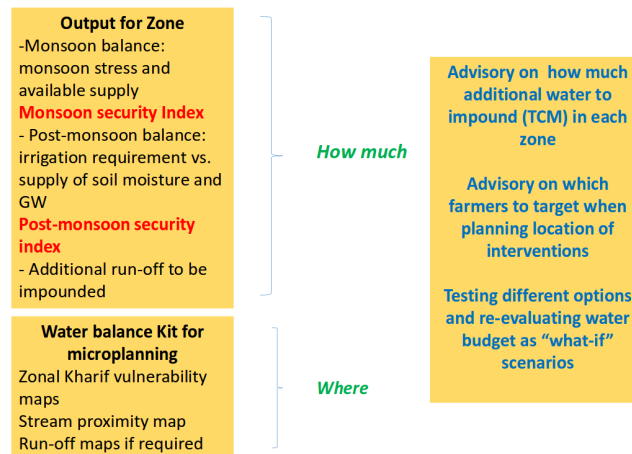 Output for Zone
-Monsoon balance:
monsoon stress and
available supply
Monsoon security Index
- Post-monsoon balance:
irrigation requirement vs.
supply of soil moisture and
GW
Post-monsoon security
index
- Additional run-off to be
impounded
Water balance Kit for
microplanning
Zonal Kharif vulnerability
maps
Stream proximity map
Run-off maps if required
How much
Where
Advisory on  how much
additional water to
impound (TCM) in each
zone
Advisory on which
farmers to target when
planning location of
interventions
Testing different options
and re-evaluating water
budget as “what-if”
scenarios